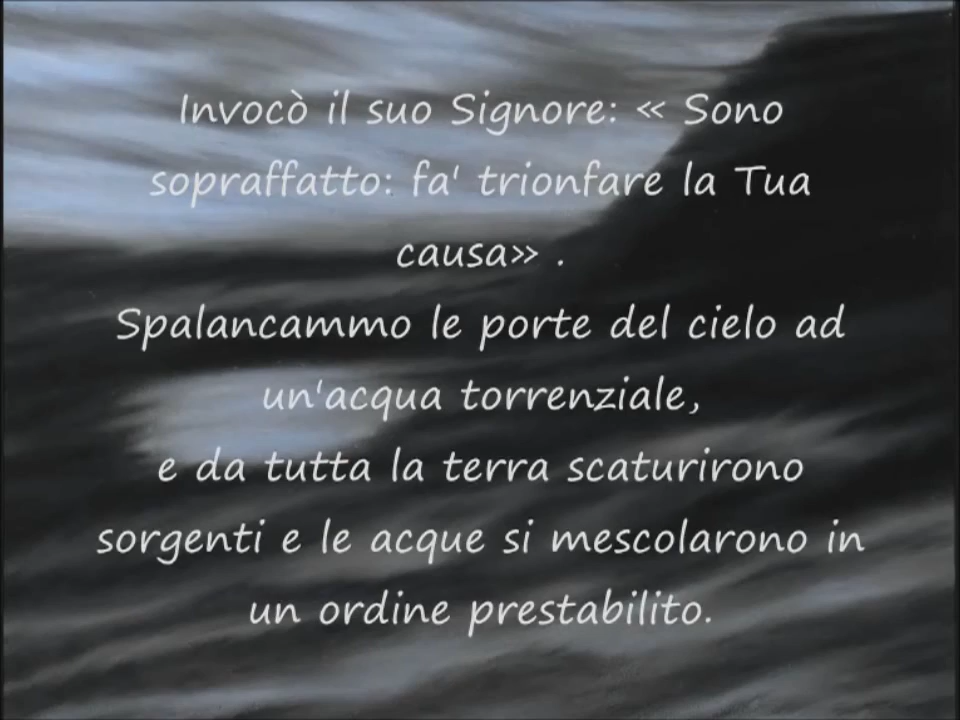 Invocò il suo Signore: « Sono
sopraffatto: fa' trionfare la Tua
causa» .
Spalancammo le porte del cielo ad
un'acqua torrenziale,
e da tutta la terra scaturirono
sorgenti e le acque si mescolarono in
un ordine prestabilito.